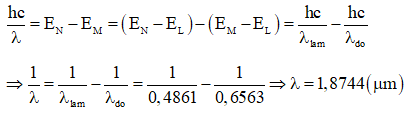 hc/λ = E_N − E_M = (E_N − E_L) − (E_M − E_L) = hc/λ_lam − hc/λ_do
⇒ 1/λ = 1/λ_lam − 1/λ_do = 1/0,4861 − 1/0,6563 ⇒ λ = 1,8744(μm)